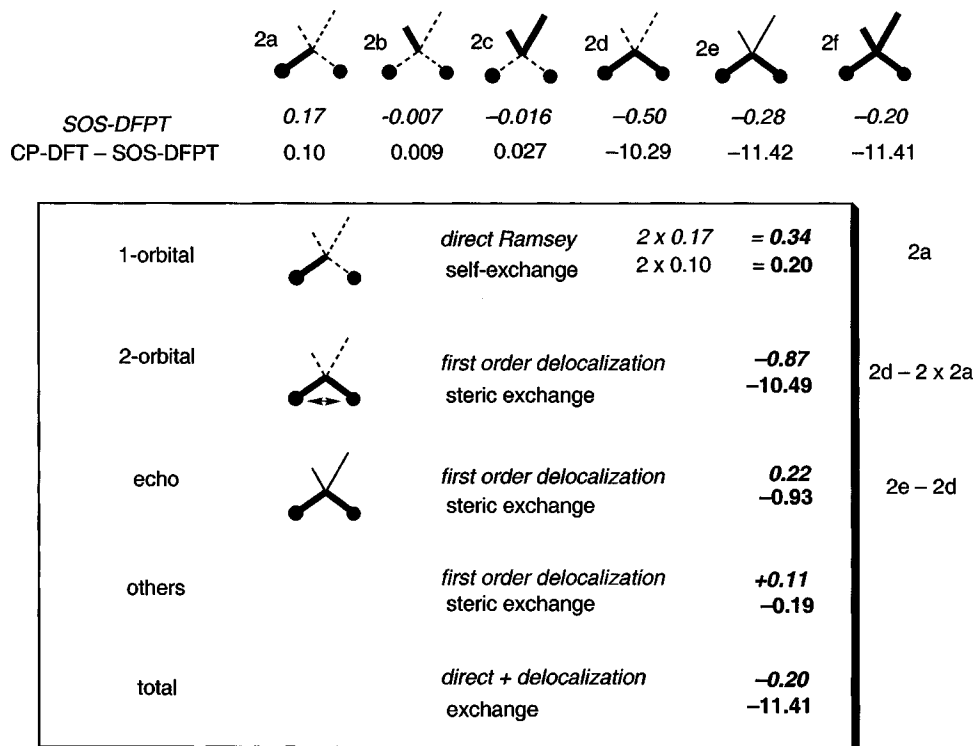 2a 2b 2c 2d 2e 2f
SOS-DFPT 0.17 -0.007 –0.016 –0.50 –0.28 –0.20
CP-DFT – SOS-DFPT 0.10 0.009 0.027 –10.29 –11.42 –11.41
1-orbital direct Ramsey 2 x 0.17 = 0.34 2a
self-exchange 2 x 0.10 = 0.20
2-orbital first order delocalization –0.87 2d – 2 x 2a
steric exchange –10.49
echo first order delocalization 0.22 2e – 2d
steric exchange –0.93
others first order delocalization +0.11
steric exchange –0.19
total direct + delocalization –0.20
exchange –11.41